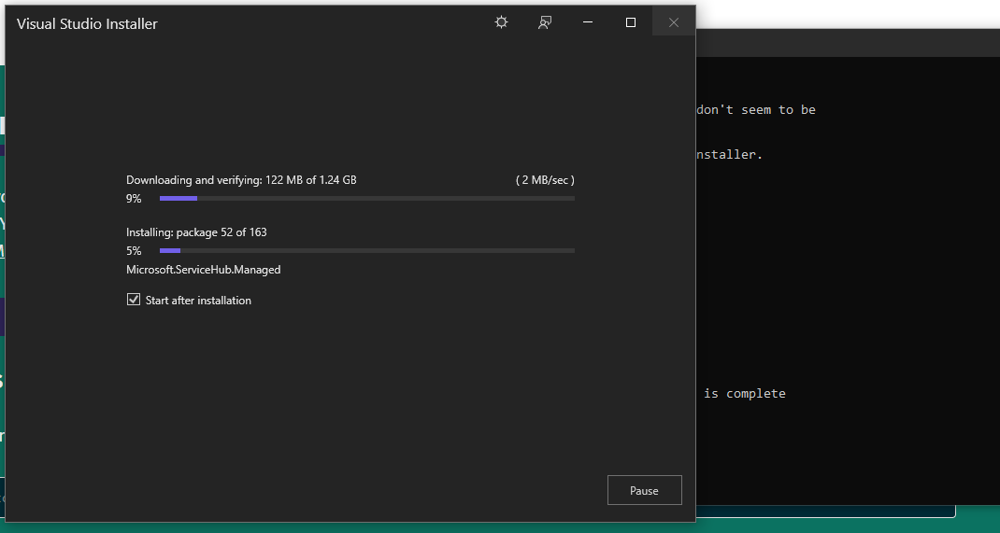 Visual Studio Installer
don't seem to be
nstaller.
Downloading and verifying: 122 MB of 1.24 GB ( 2 MB/sec )
9%
Installing: package 52 of 163
5%
Microsoft.ServiceHub.Managed
Start after installation
is complete
Pause